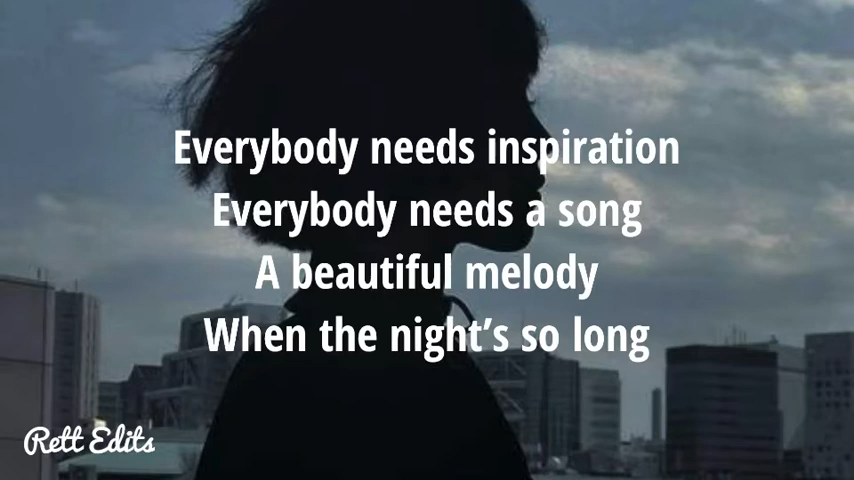 Everybody needs inspiration
Everybody needs a song
A beautiful melody
When the night’s so long
Rett Edits